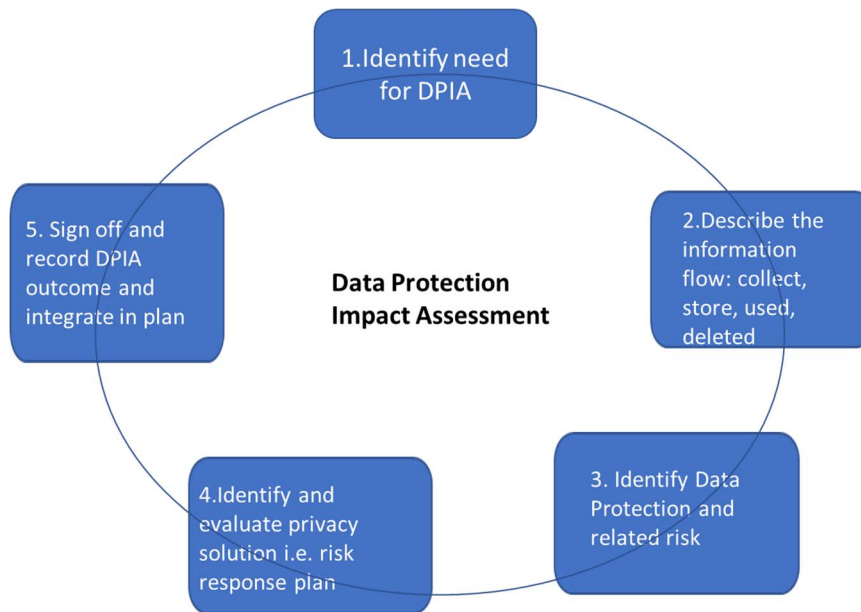 1.Identify need
for DPIA
2.Describe the
information
flow: collect,
store, used,
deleted
3. Identify Data
Protection and
related risk
4.Identify and
evaluate privacy
solution i.e. risk
response plan
5. Sign off and
record DPIA
outcome and
integrate in plan
Data Protection
Impact Assessment